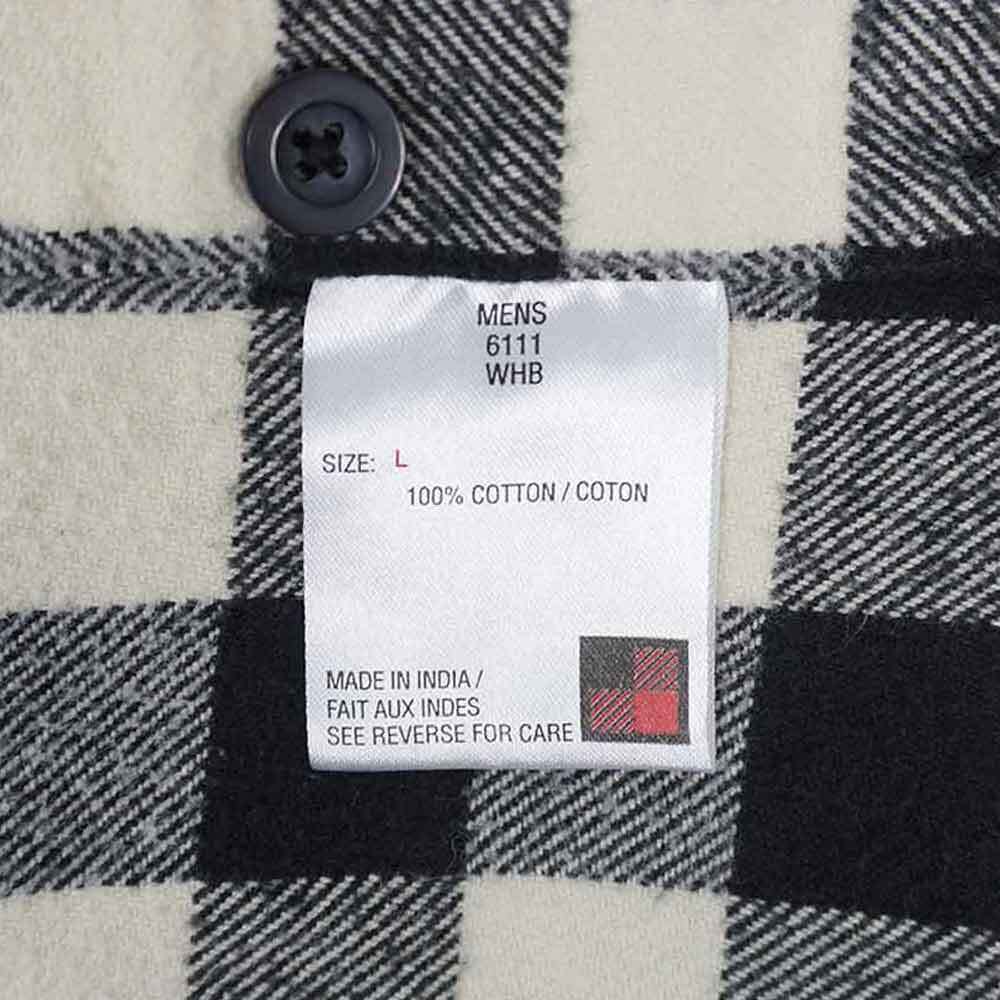 MENS
6111
WHB
SIZE: L
100% COTTON / COTON
MADE IN INDIA /
FAIT AUX INDES
SEE REVERSE FOR CARE